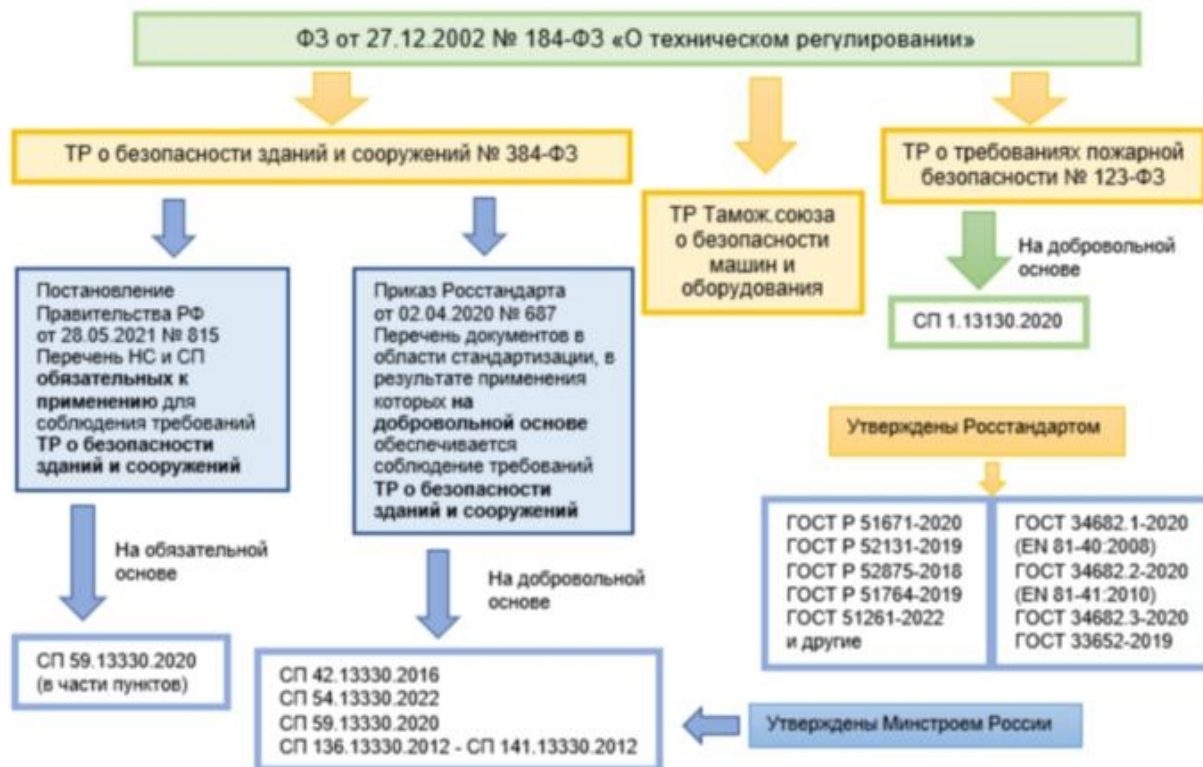 ФЗ от 27.12.2002 № 184-ФЗ «О техническом регулировании»
ТР о безопасности зданий и сооружений № 384-ФЗ
ТР Тамож.союза
о безопасности
машин и
оборудования
ТР о требованиях пожарной
безопасности № 123-ФЗ
На добровольной
основе
СП 1.13130.2020
Постановление
Правительства РФ
от 28.05.2021 № 815
Перечень НС и СП
обязательных к
применению для
соблюдения требований
ТР о безопасности
зданий и сооружений
Приказ Росстандарта
от 02.04.2020 № 687
Перечень документов в
области стандартизации, в
результате применения
которых на
добровольной основе
обеспечивается
соблюдение требований
ТР о безопасности
зданий и сооружений
На обязательной
основе
На добровольной
основе
СП 59.13330.2020
(в части пунктов)
СП 42.13330.2016
СП 54.13330.2022
СП 59.13330.2020
СП 136.13330.2012 - СП 141.13330.2012
Утверждены Минстроем России
Утверждены Росстандартом
ГОСТ Р 51671-2020
ГОСТ Р 52131-2019
ГОСТ Р 52875-2018
ГОСТ Р 51764-2019
ГОСТ 51261-2022
и другие
ГОСТ 34682.1-2020
(EN 81-40:2008)
ГОСТ 34682.2-2020
(EN 81-41:2010)
ГОСТ 34682.3-2020
ГОСТ 33652-2019